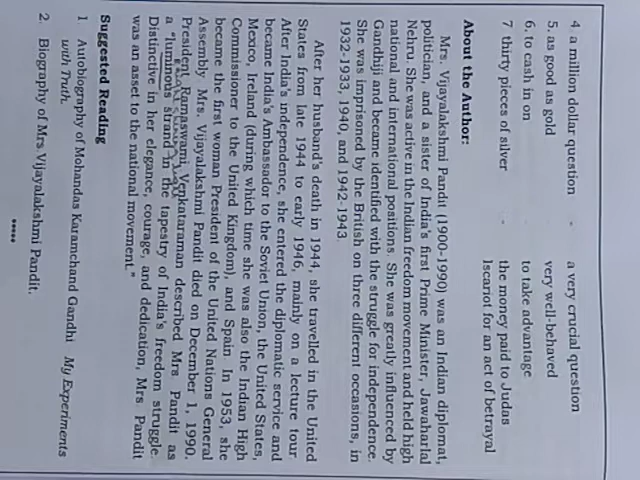 4 a million dollar question - a very crucial question
5. as good as gold very well-behaved
6. to cash in on to take advantage
7 thirty pieces of silver - the money paid to Judas
Iscariot for an act of betrayal
About the Author:
Mrs. Vijayalakshmi Pandit (1900-1990) was an Indian diplomat,
politician, and a sister of India's first Prime Minister, Jawaharlal
Nehru. She was active in the Indian freedom movement and held high
national and international positions. She was greatly influenced by
Gandhiji and became identified with the struggle for independence.
She was imprisoned by the British on three different occasions, in
1932-1933, 1940, and 1942-1943.
After her husband's death in 1944, she travelled in the United
States from late 1944 to early 1946, mainly on a lecture tour
After India's independence, she entered the diplomatic service and
became India's Ambassador to the Soviet Union, the United States,
Mexico, Ireland (during which time she was also the Indian High
Commissioner to the United Kingdom), and Spain In 1953, she
became the first woman President of the United Nations General
Assembly Mrs. Vijayalakshmi Pandit died on December 1, 1990.
President Ramaswami Venkataraman described Mrs. Pandit as
a "luminous strand in the tapestry of India's freedom struggle.
Distinctive in her elegance, courage, and dedication, Mrs Pandit
was an asset to the national movement."
Suggested Reading
1 Autobiography of Mohandas Karamchand Gandhi My Experiments
with Truth.
2. Biography of Mrs Vijayalakshmi Pandit.
*****